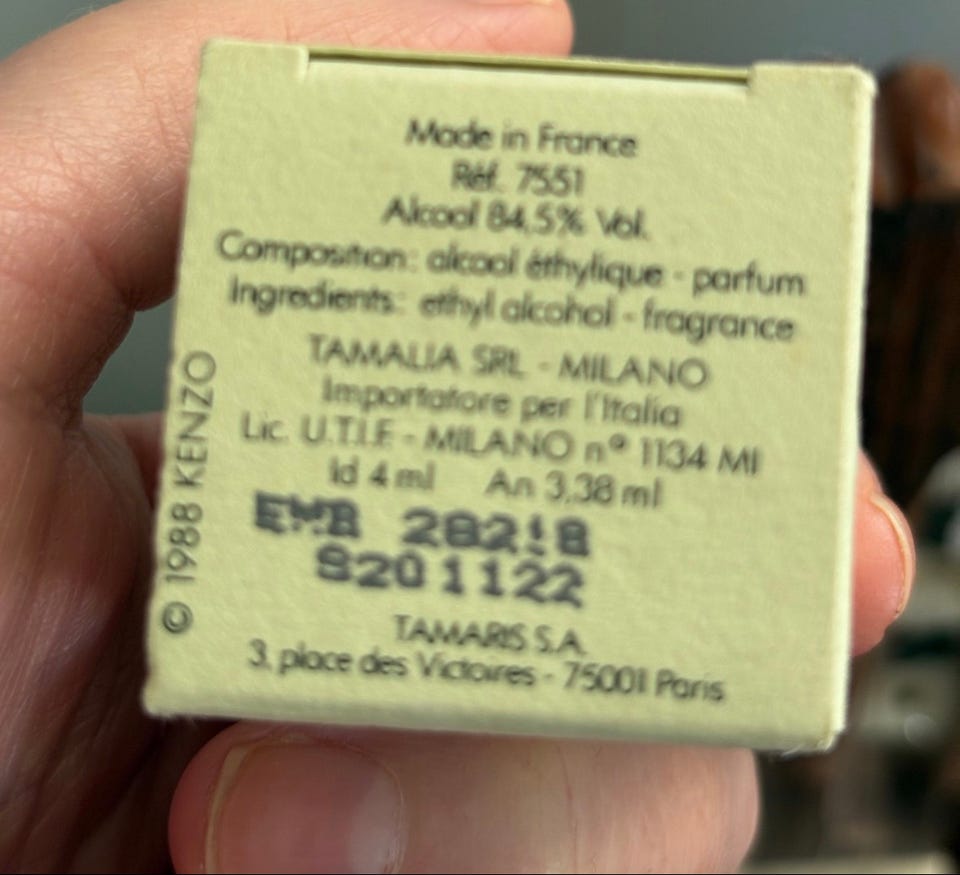 Made in France
Réf. 7551
Alcool 84,5% Vol.
Composition: alcool éthylique - parfum
Ingredients: ethyl alcohol - fragrance
TAMALIA SRL - MILANO
Importatore per l'Italia
Lic. U.T.I.F. - MILANO n° 1134 MI
Id 4 ml An 3,38 ml
EMB
S201122
TAMARIS S.A.
3, place des Victoires - 75001 Paris
© 1988 KENZO